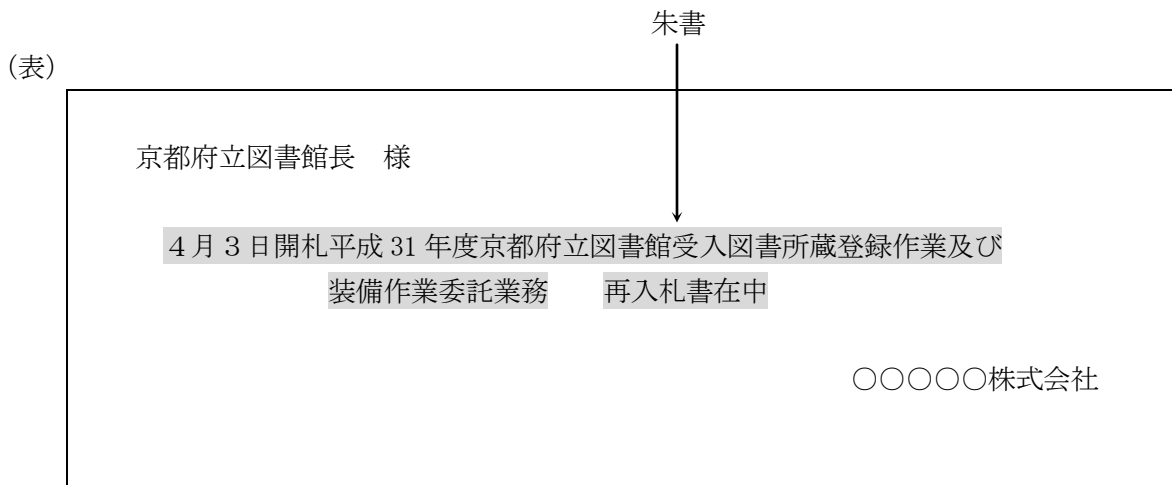 朱書
（表）
京都府立図書館長　様
４月３日開札平成 31 年度京都府立図書館受入図書所蔵登録作業及び
装備作業委託業務　　再入札書在中
○○○○○株式会社